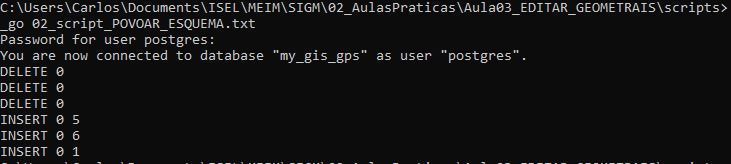 C:\Users\Carlos\Documents\ISEL\MEIM\SIGM\02_AulasPraticas\Aula03_EDITAR_GEOMETRAIS\scripts>
_go 02_script_POVOAR_ESQUEMA.txt
Password for user postgres:
You are now connected to database "my_gis_gps" as user "postgres".
DELETE 0
DELETE 0
DELETE 0
INSERT 0 5
INSERT 0 6
INSERT 0 1